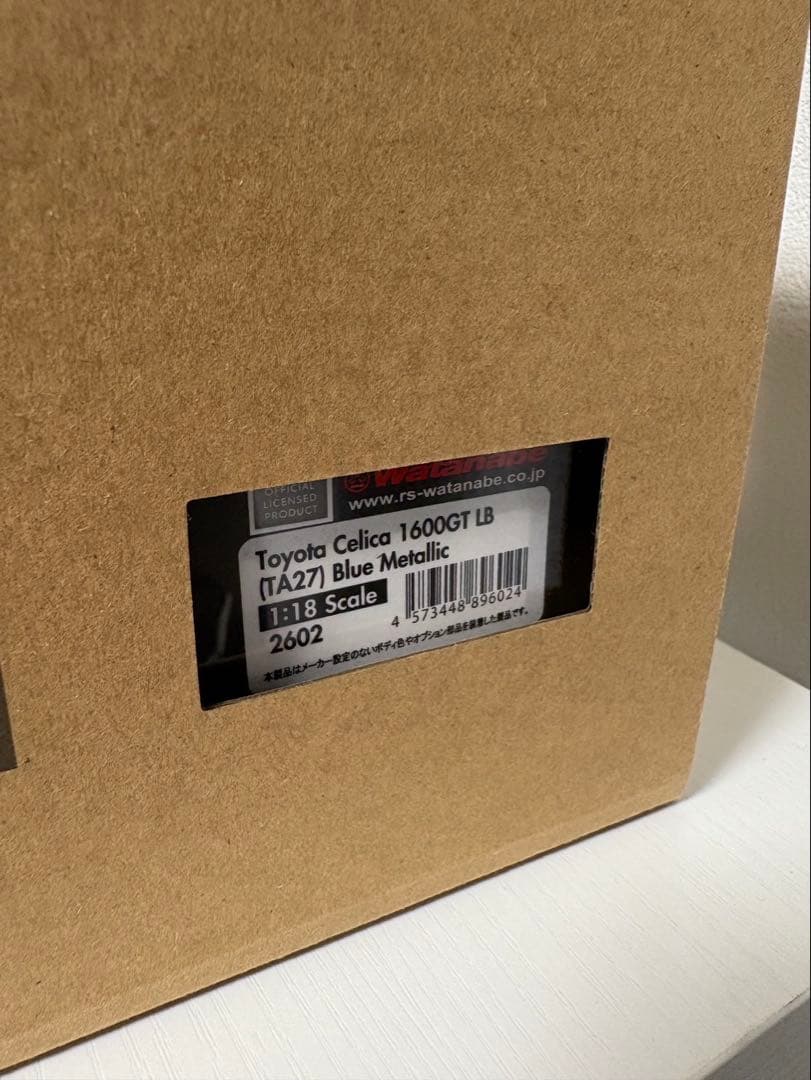 OFFICIAL
LICENSED
PRODUCT
Watanabe
www.rs-watanabe.co.jp
Toyota Celica 1600GT LB
(TA27) Blue Metallic
1:18 Scale
2602
4 573448 896024
本製品はメーカー設定のないボディ色やオプション部品を装着した製品です。